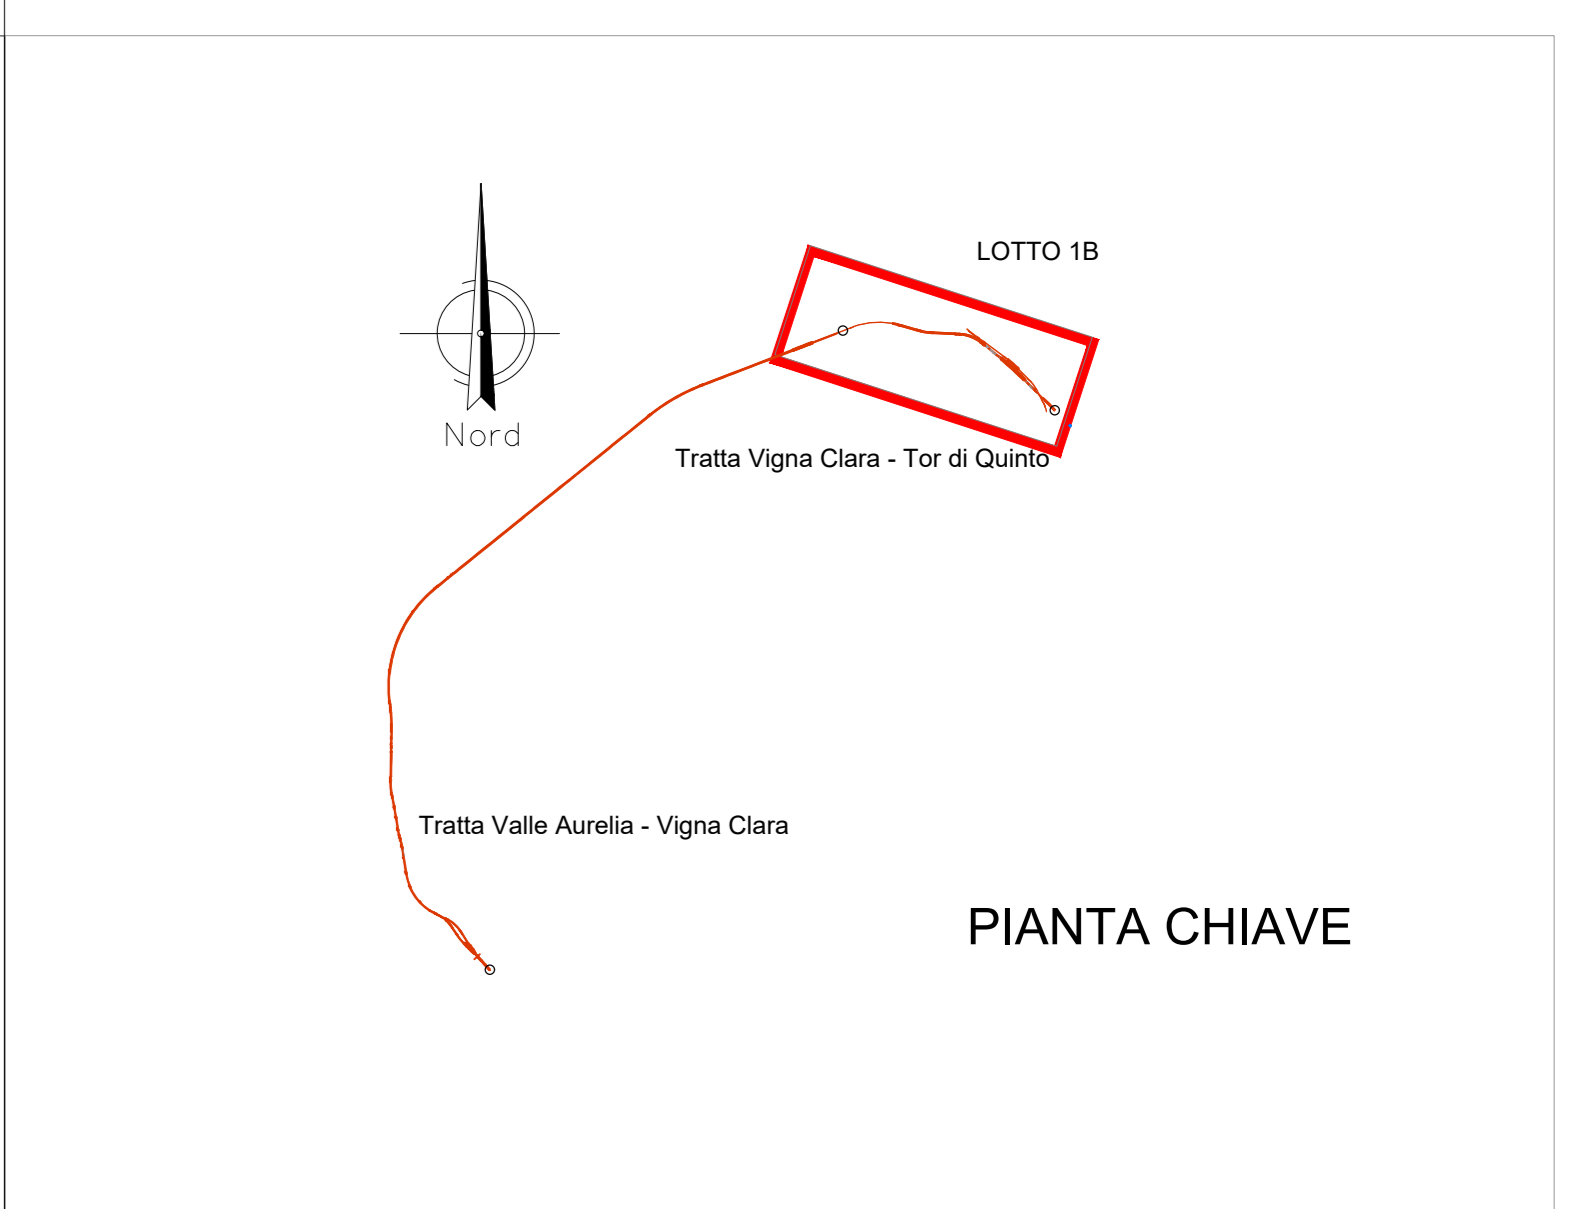 LOTTO 1B
Nord
Tratta Vigna Clara - Tor di Quinto
Tratta Valle Aurelia - Vigna Clara
PIANTA CHIAVE